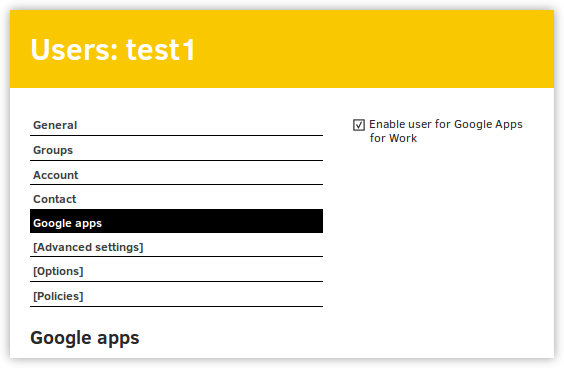 Users: test1
General
Groups
Account
Contact
Google apps
[Advanced settings]
[Options]
[Policies]
Enable user for Google Apps
for Work
Google apps